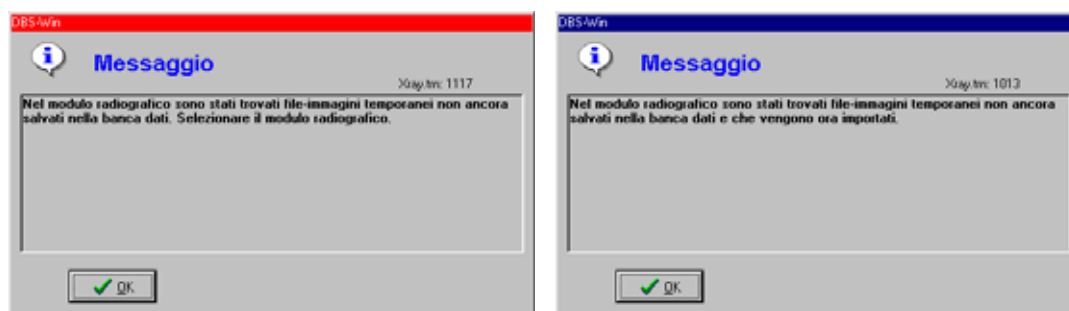 DBS-Win
Messaggio
Xray.tm: 1117
Nel modulo radiografico sono stati trovati file-immagini temporanei non ancora
salvati nella banca dati. Selezionare il modulo radiografico.
OK
DBS-Win
Messaggio
Xray.tm: 1013
Nel modulo radiografico sono stati trovati file-immagini temporanei non ancora
salvati nella banca dati e che vengono ora importati.
OK